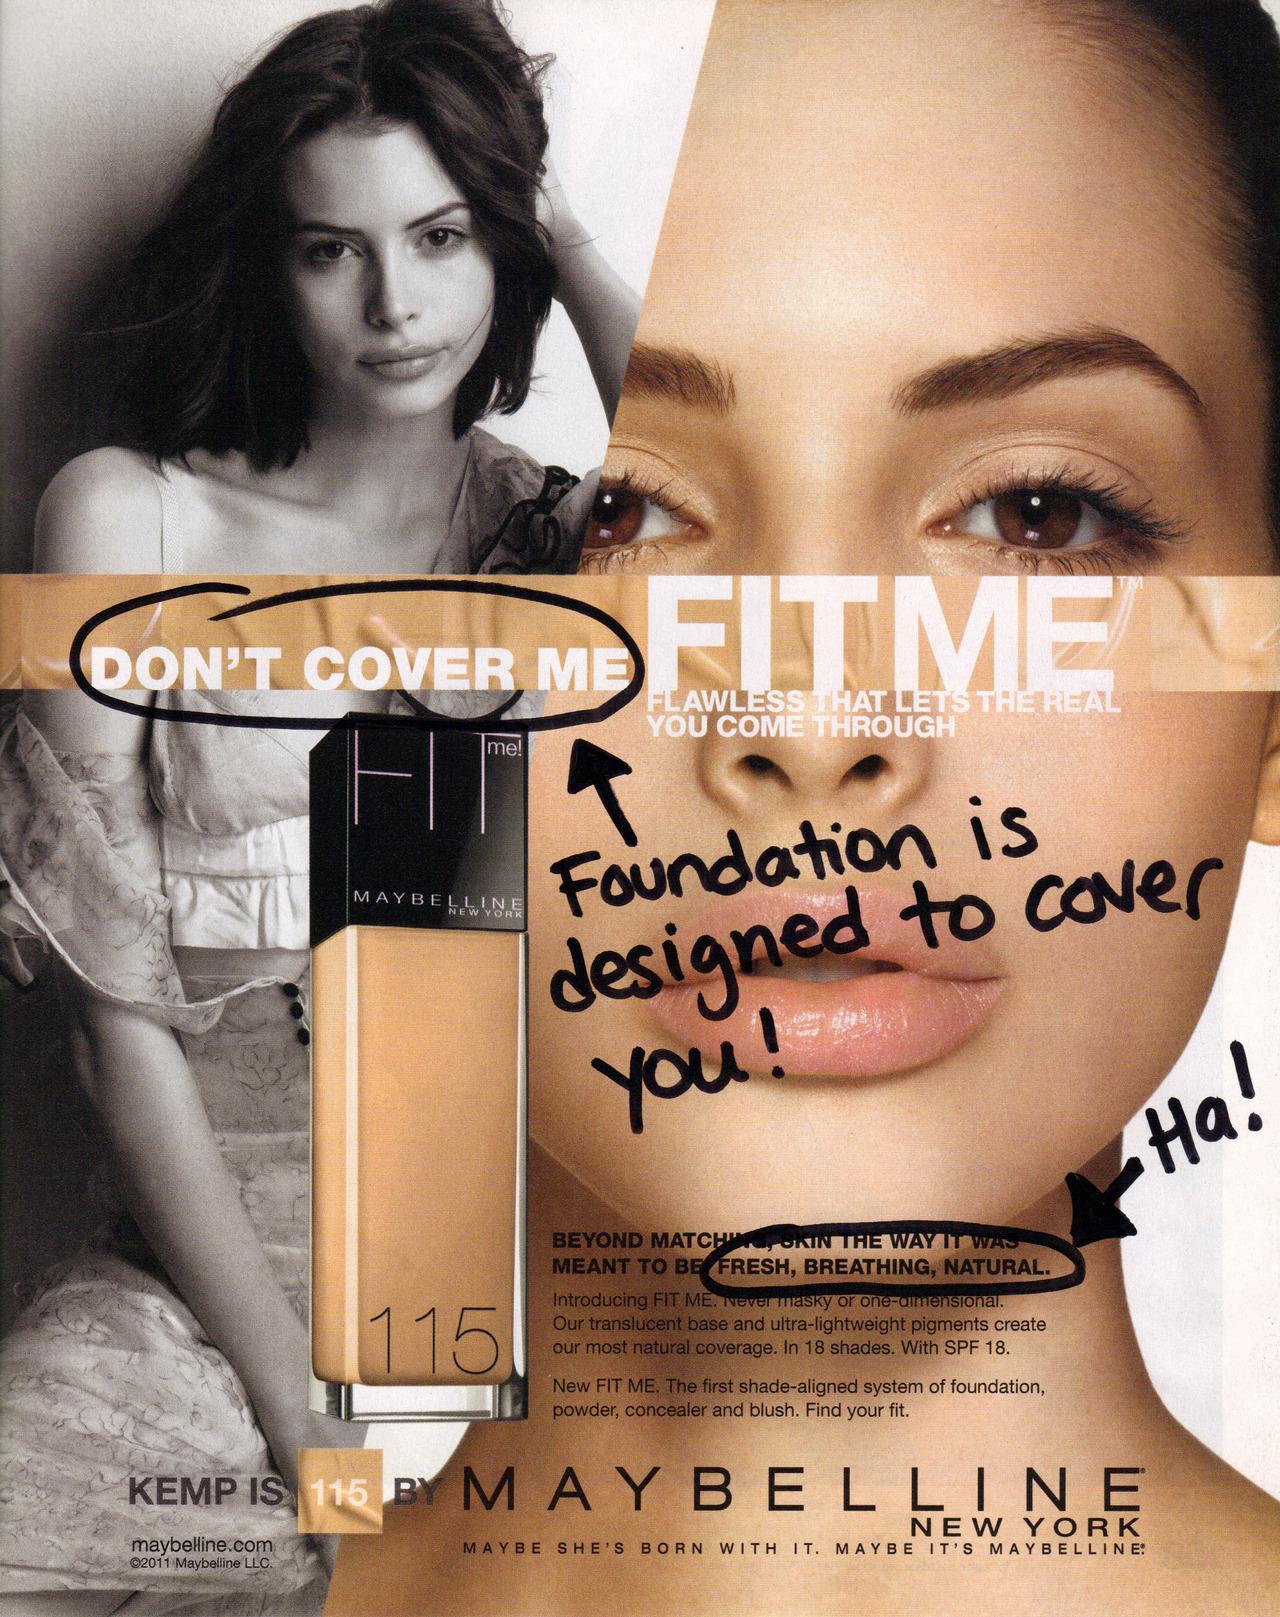 DON'T COVER ME
FIT ME™
FLAWLESS THAT LETS THE REAL
YOU COME THROUGH
FIT me!
MAYBELLINE
NEW YORK
115
Foundation is
designed to cover
you!
Ha!
BEYOND MATCHING, SKIN THE WAY IT WAS
MEANT TO BE FRESH, BREATHING, NATURAL.
Introducing FIT ME. Never masky or one-dimensional.
Our translucent base and ultra-lightweight pigments create
our most natural coverage. In 18 shades. With SPF 18.
New FIT ME. The first shade-aligned system of foundation,
powder, concealer and blush. Find your fit.
KEMP IS 115 BY MAYBELLINE®
NEW YORK
MAYBE SHE'S BORN WITH IT. MAYBE IT'S MAYBELLINE®.
maybelline.com
©2011 Maybelline LLC.